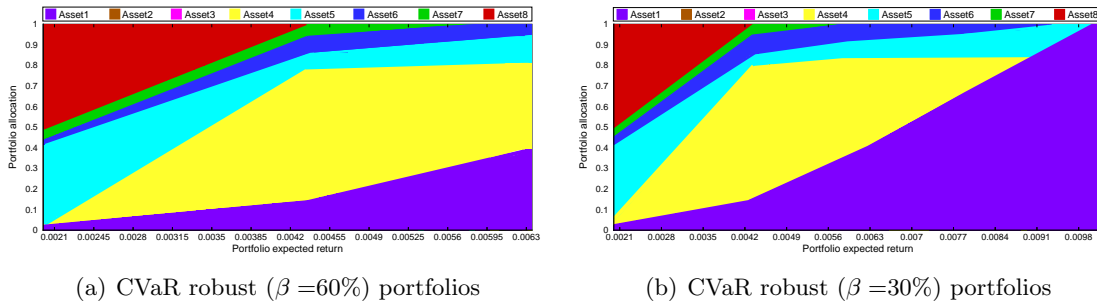 Asset1 Asset2 Asset3 Asset4 Asset5 Asset6 Asset7 Asset8
1
0.9
0.8
0.7
0.6
0.5
0.4
0.3
0.2
0.1
0
Portfolio allocation
0.0021 0.00245 0.0028 0.00315 0.0035 0.00385 0.0042 0.00455 0.0049 0.00525 0.0056 0.00595 0.0063
Portfolio expected return
(a) CVaR robust (β =60%) portfolios
Asset1 Asset2 Asset3 Asset4 Asset5 Asset6 Asset7 Asset8
1
0.9
0.8
0.7
0.6
0.5
0.4
0.3
0.2
0.1
0
Portfolio allocation
0.0021 0.0028 0.0035 0.0042 0.0049 0.0056 0.0063 0.007 0.0077 0.0084 0.0091 0.0098
Portfolio expected return
(b) CVaR robust (β =30%) portfolios